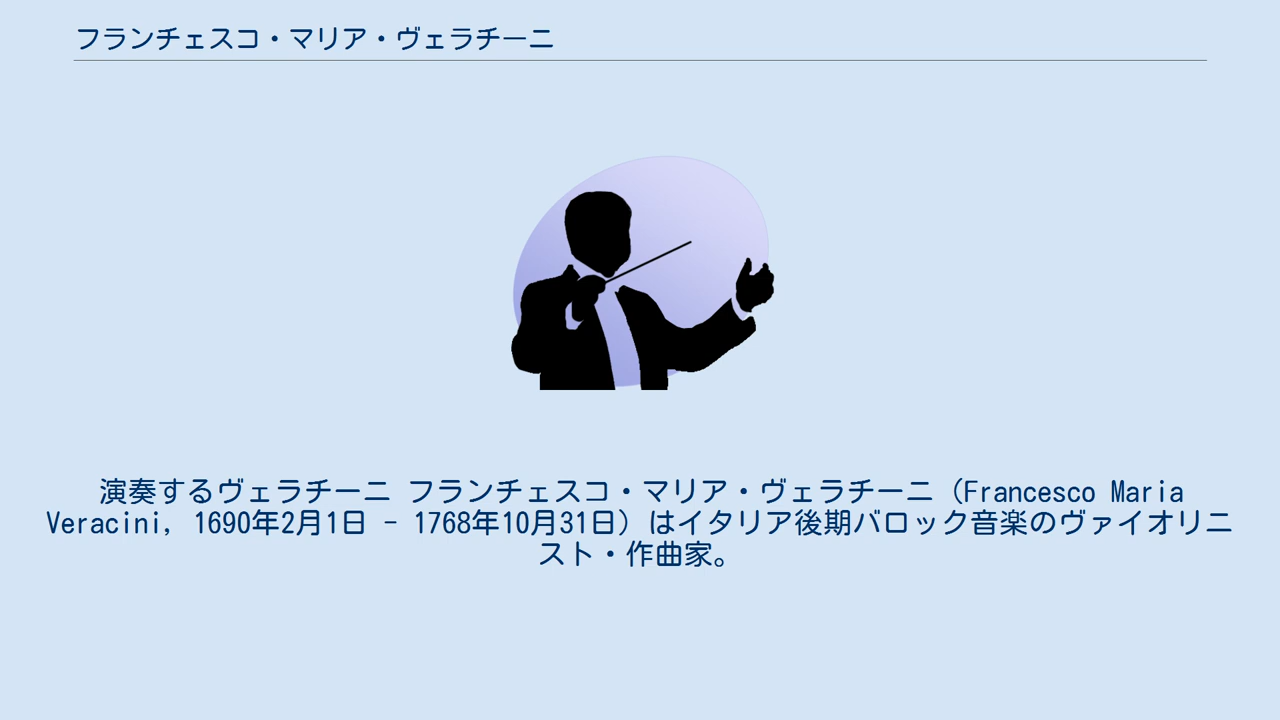 フランチェスコ・マリア・ヴェラチーニ
演奏するヴェラチーニ フランチェスコ・マリア・ヴェラチーニ（Francesco Maria
Veracini, 1690年2月1日 - 1768年10月31日）はイタリア後期バロック音楽のヴァイオリニ
スト・作曲家。